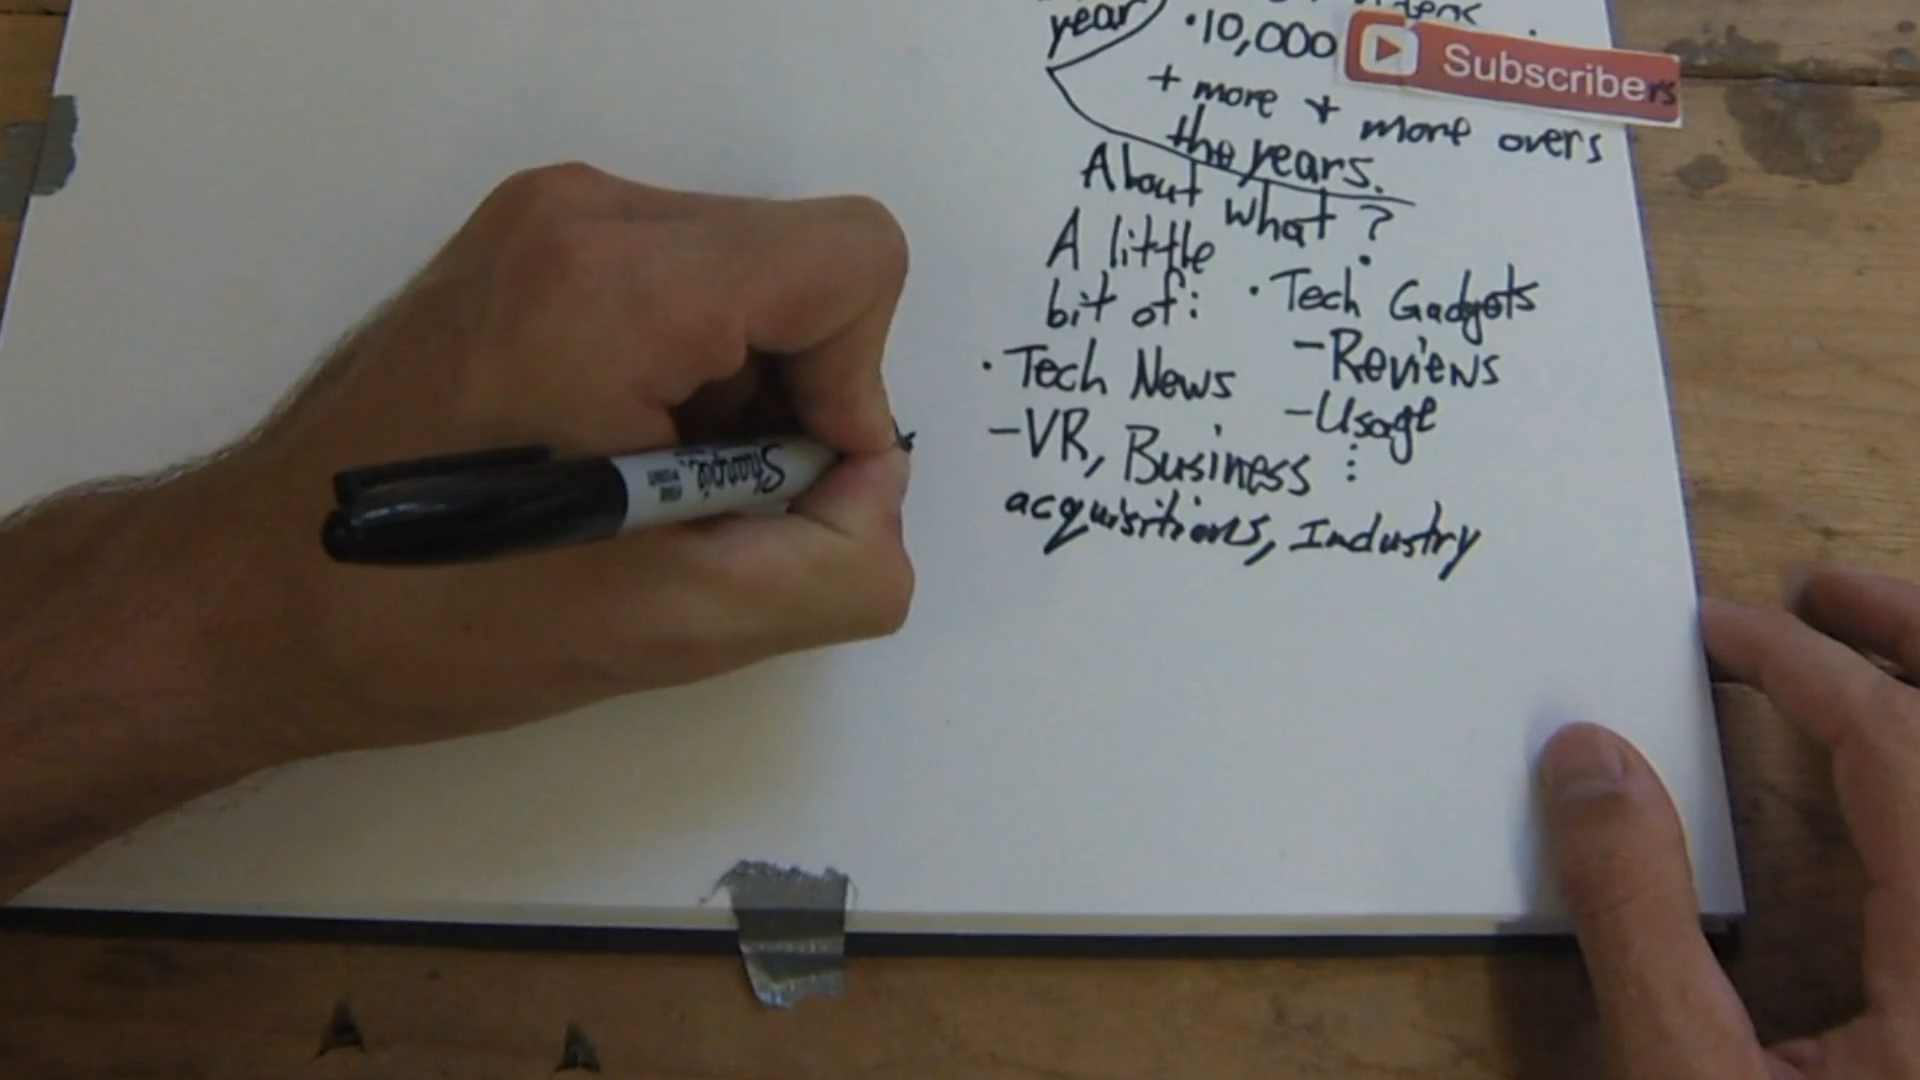 year
• 10,000 Subscribers
+ more + more overs
the years.
About what?
A little
bit of:
• Tech Gadgets
- Reviews
- Usage
• Tech News
- VR, Business
acquisitions, Industry
Sharpie